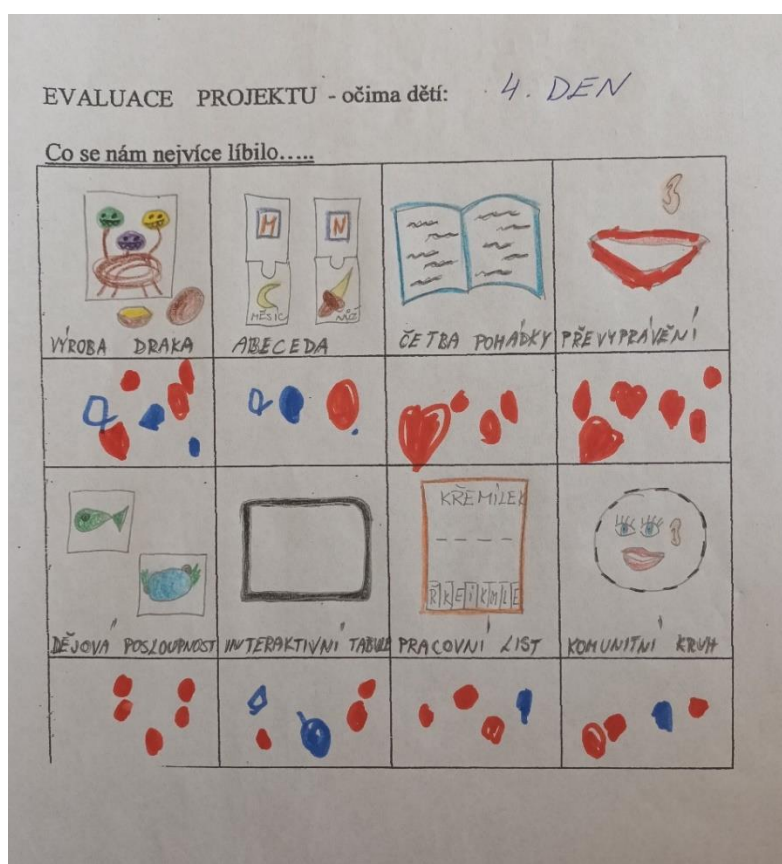 EVALUACE PROJEKTU - očima dětí: 4. DEN
Co se nám nejvíce líbilo.....
M N
MĚSÍC NŮŽ
VÝROBA DRAKA ABECEDA ČETBA POHÁDKY PŘEVYPRÁVĚNÍ
KŘEMÍLEK
Ř K E I K M L E
DĚJOVÁ POSLOUPNOST INTERAKTIVNÍ TABULE PRACOVNÍ LIST KOMUNITNÍ KRUH